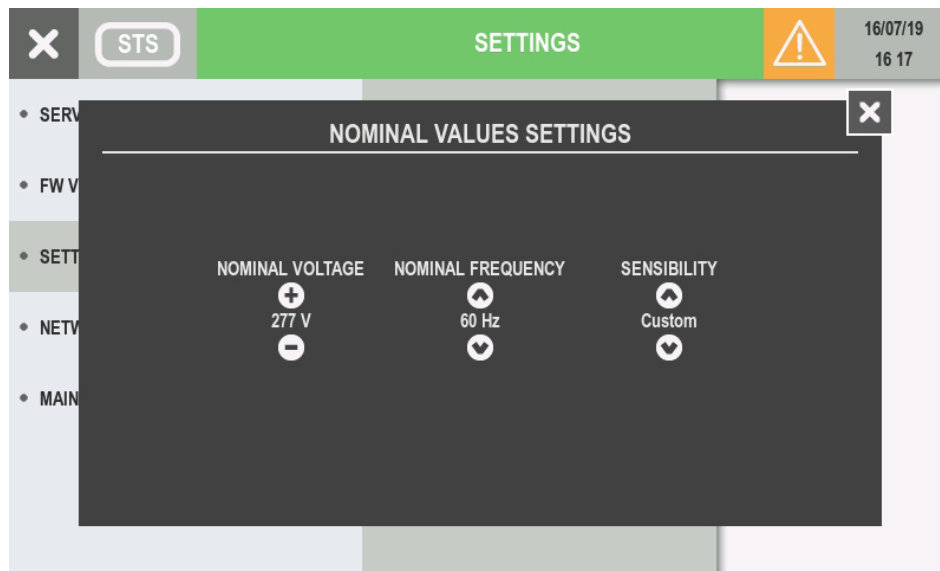 STS
SETTINGS
16/07/19
16 17
NOMINAL VALUES SETTINGS
SERV
FW V
SETT
NETW
MAIN
NOMINAL VOLTAGE NOMINAL FREQUENCY SENSIBILITY
277 V 60 Hz Custom